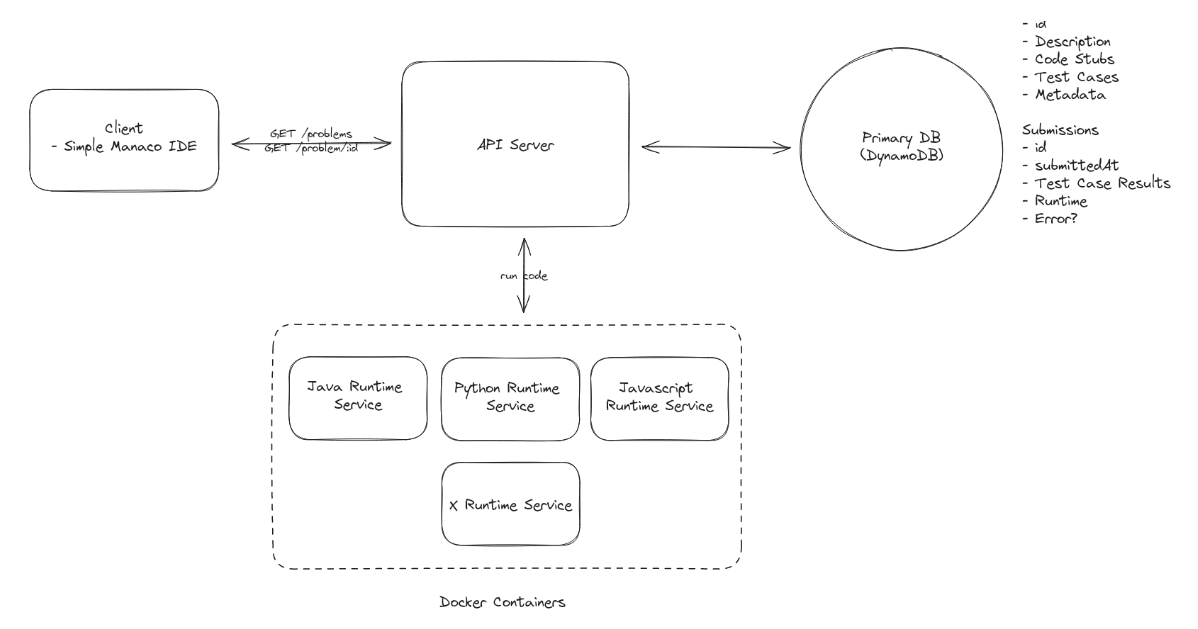 Client
- Simple Manaco IDE
GET /problems
GET /problem/:id
API Server
Primary DB
(DynamoDB)
- id
- Description
- Code Stubs
- Test Cases
- Metadata
Submissions
- id
- submittedAt
- Test Case Results
- Runtime
- Error?
run code
Java Runtime
Service
Python Runtime
Service
Javascript
Runtime Service
X Runtime Service
Docker Containers